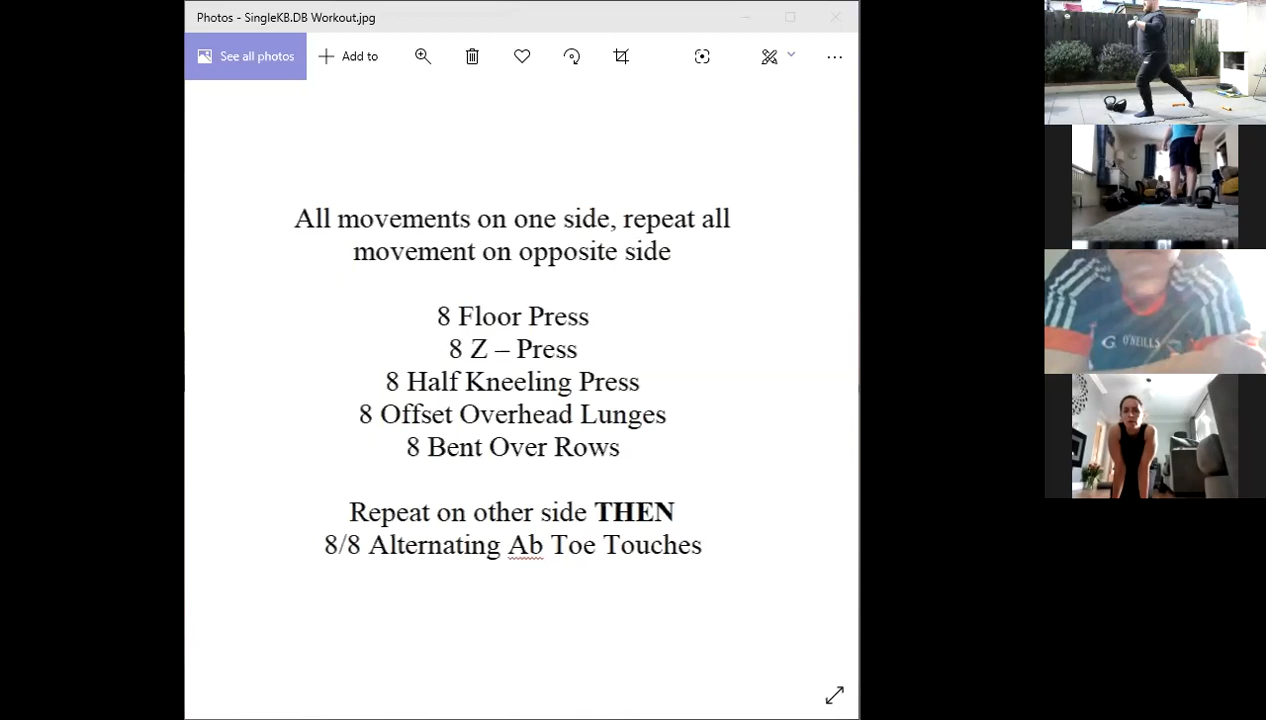 Photos - SingleKB.DB Workout.jpg
See all photos
Add to
All movements on one side, repeat all
movement on opposite side
8 Floor Press
8 Z – Press
8 Half Kneeling Press
8 Offset Overhead Lunges
8 Bent Over Rows
Repeat on other side THEN
8/8 Alternating Ab Toe Touches
O'NEILLS